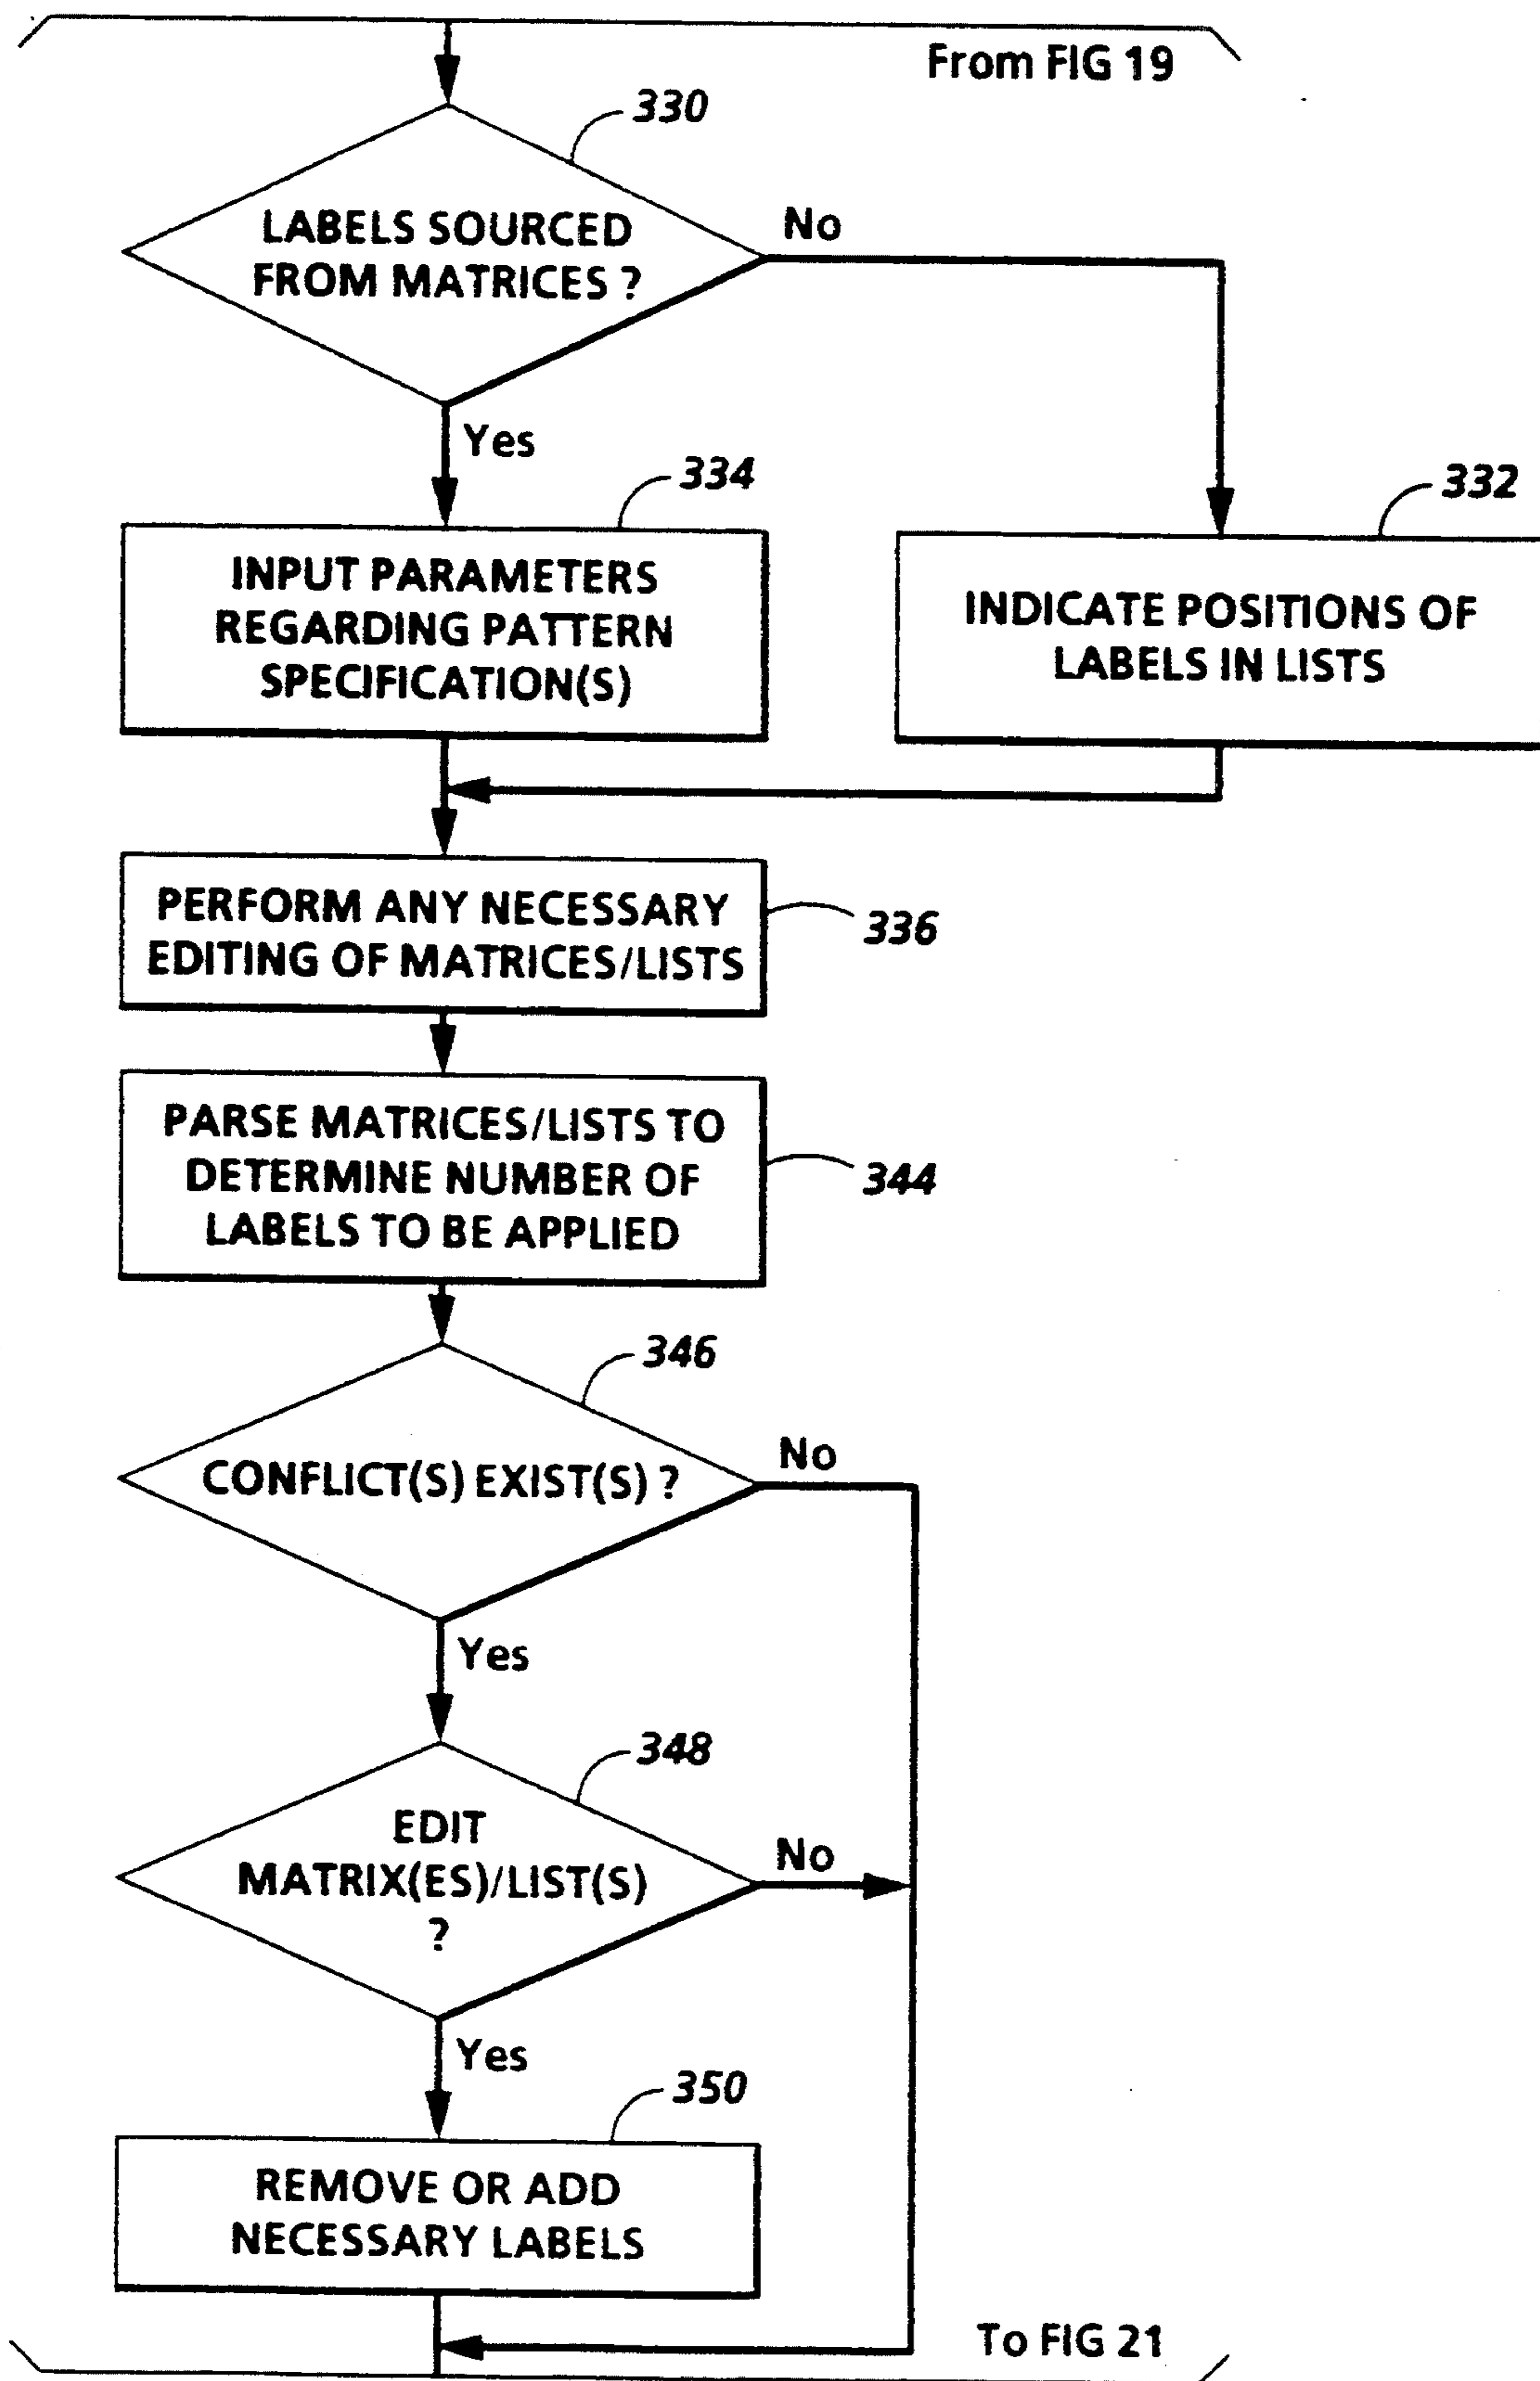 From FIG 19
330
LABELS SOURCED
FROM MATRICES ?
No
Yes
334
332
INPUT PARAMETERS
REGARDING PATTERN
SPECIFICATION(S)
INDICATE POSITIONS OF
LABELS IN LISTS
PERFORM ANY NECESSARY
EDITING OF MATRICES/LISTS
336
PARSE MATRICES/LISTS TO
DETERMINE NUMBER OF
LABELS TO BE APPLIED
344
346
CONFLICT(S) EXIST(S) ?
No
Yes
348
EDIT
MATRIX(ES)/LIST(S)
?
No
Yes
350
REMOVE OR ADD
NECESSARY LABELS
To FIG 21